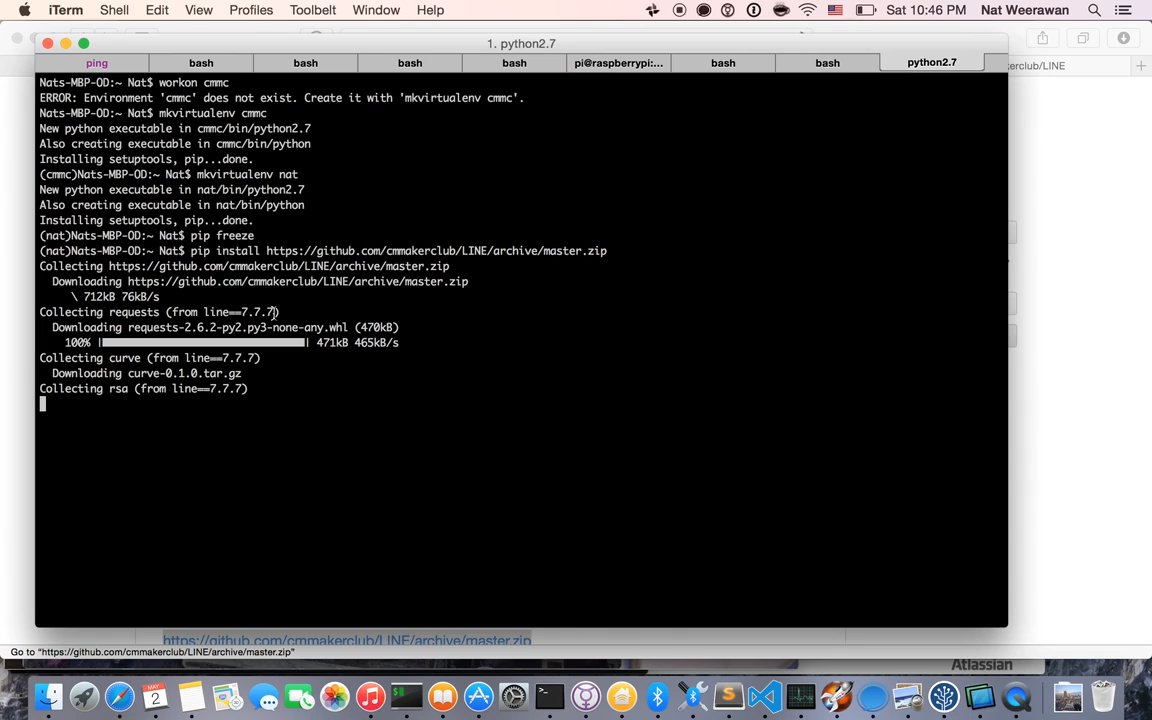 iTerm Shell Edit View Profiles Toolbelt Window Help Sat 10:46 PM Nat Weerawan
1. python2.7
ping bash bash bash bash pi@raspberrypi:... bash bash python2.7 kerclub/LINE
Nats-MBP-OD:~ Nat$ workon cmmc
ERROR: Environment 'cmmc' does not exist. Create it with 'mkvirtualenv cmmc'.
Nats-MBP-OD:~ Nat$ mkvirtualenv cmmc
New python executable in cmmc/bin/python2.7
Also creating executable in cmmc/bin/python
Installing setuptools, pip...done.
(cmmc)Nats-MBP-OD:~ Nat$ mkvirtualenv nat
New python executable in nat/bin/python2.7
Also creating executable in nat/bin/python
Installing setuptools, pip...done.
(nat)Nats-MBP-OD:~ Nat$ pip freeze
(nat)Nats-MBP-OD:~ Nat$ pip install https://github.com/cmmakerclub/LINE/archive/master.zip
Collecting https://github.com/cmmakerclub/LINE/archive/master.zip
Downloading https://github.com/cmmakerclub/LINE/archive/master.zip
\ 712kB 76kB/s
Collecting requests (from line==7.7.7)
Downloading requests-2.6.2-py2.py3-none-any.whl (470kB)
100% || 471kB 465kB/s
Collecting curve (from line==7.7.7)
Downloading curve-0.1.0.tar.gz
Collecting rsa (from line==7.7.7)
https://github.com/cmmakerclub/LINE/archive/master.zip
Go to "https://github.com/cmmakerclub/LINE/archive/master.zip"
Atlassian
MAY
2